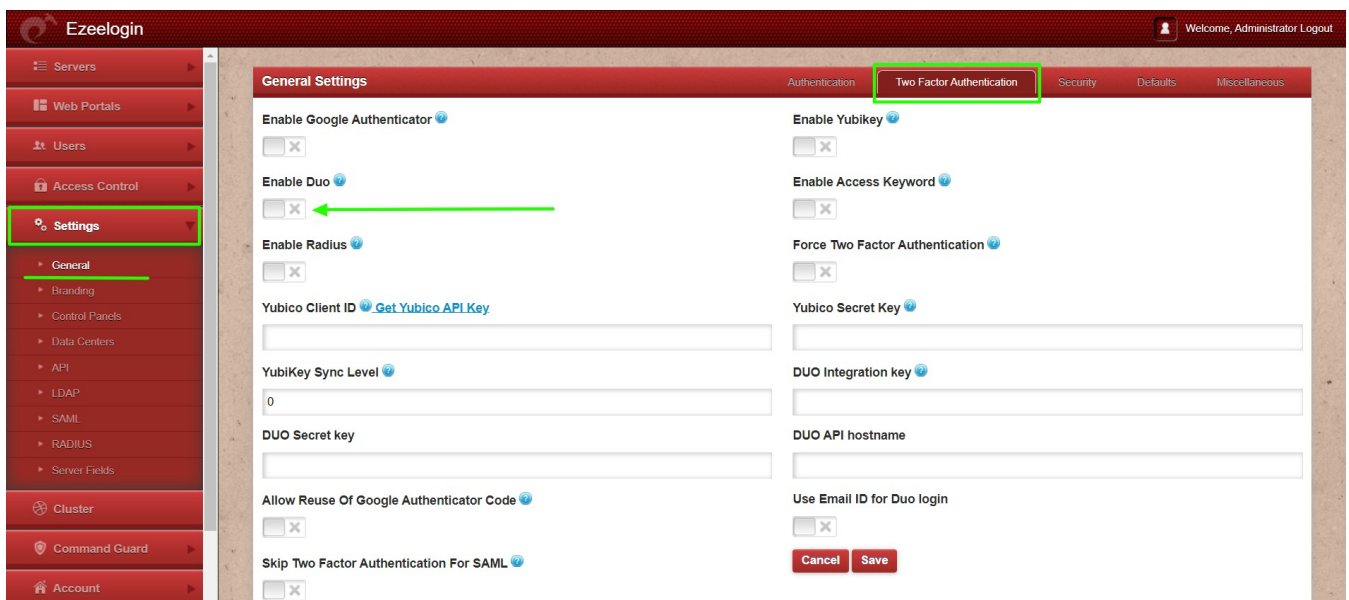 Ezeelogin
Welcome, Administrator Logout
Servers
Web Portals
Users
Access Control
Settings
General
Branding
Control Panels
Data Centers
API
LDAP
SAML
RADIUS
Server Fields
Cluster
Command Guard
Account
General Settings
Authentication
Two Factor Authentication
Security
Defaults
Miscellaneous
Enable Google Authenticator
Enable Yubikey
Enable Duo
Enable Access Keyword
Enable Radius
Force Two Factor Authentication
Yubico Client ID Get Yubico API Key
Yubico Secret Key
YubiKey Sync Level
DUO Integration key
0
DUO Secret key
DUO API hostname
Allow Reuse Of Google Authenticator Code
Use Email ID for Duo login
Skip Two Factor Authentication For SAML
Cancel
Save